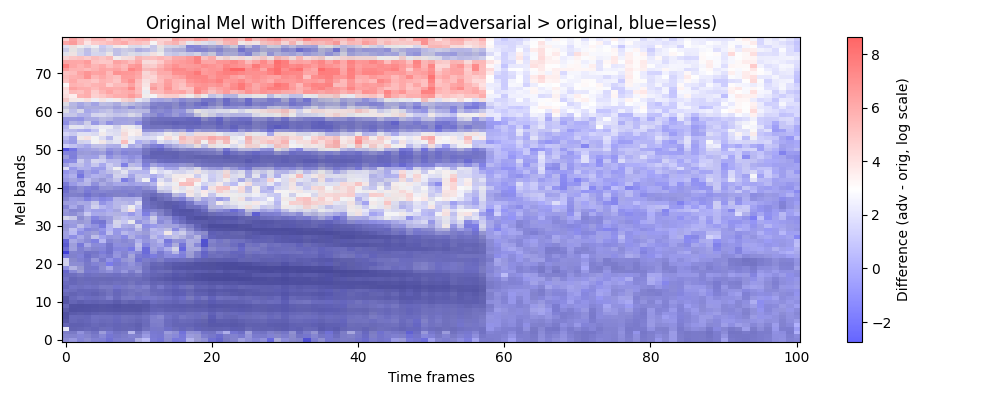 Original Mel with Differences (red=adversarial > original, blue=less)
Mel bands
70
60
50
40
30
20
10
0
0 20 40 60 80 100
Time frames
8
6
4
2
0
−2
Difference (adv - orig, log scale)